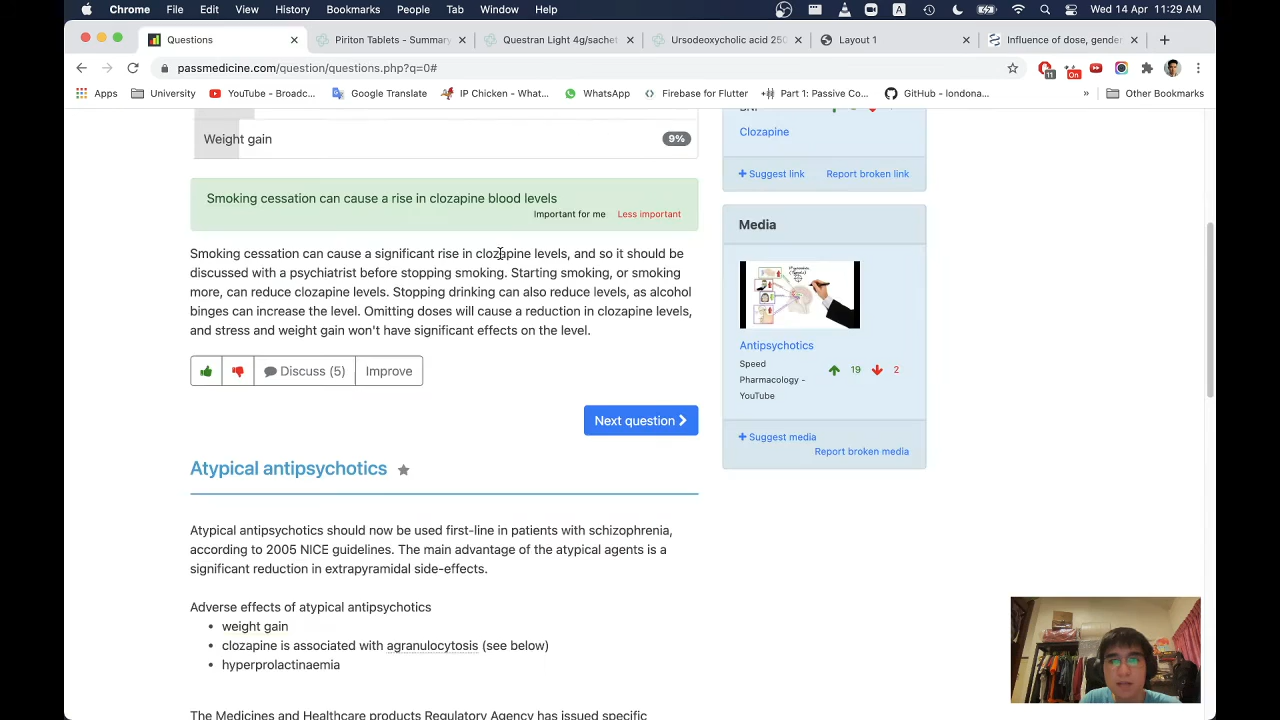 Chrome File Edit View History Bookmarks People Tab Window Help
A
Wed 14 Apr 11:29 AM
Questions
Piriton Tablets - Summary
Questran Light 4g/sachet
Ursodeoxycholic acid 250
Influence of dose, gender
passmedicine.com/question/questions.php?q=0#
11
On
Apps
University
YouTube - Broadc...
Google Translate
IP Chicken - What...
WhatsApp
Firebase for Flutter
Part 1: Passive Co...
GitHub - londona...
»
Other Bookmarks
Weight gain
9%
Smoking cessation can cause a rise in clozapine blood levels
Important for me Less important
Smoking cessation can cause a significant rise in clozapine levels, and so it should be
discussed with a psychiatrist before stopping smoking. Starting smoking, or smoking
more, can reduce clozapine levels. Stopping drinking can also reduce levels, as alcohol
binges can increase the level. Omitting doses will cause a reduction in clozapine levels,
and stress and weight gain won't have significant effects on the level.
Discuss (5)
Improve
Next question
Atypical antipsychotics
Atypical antipsychotics should now be used first-line in patients with schizophrenia,
according to 2005 NICE guidelines. The main advantage of the atypical agents is a
significant reduction in extrapyramidal side-effects.
Adverse effects of atypical antipsychotics
• weight gain
• clozapine is associated with agranulocytosis (see below)
• hyperprolactinaemia
The Medicines and Healthcare products Regulatory Agency has issued specific
Clozapine
+ Suggest link
Report broken link
Media
Antipsychotics
Speed
Pharmacology -
YouTube
19
2
+ Suggest media
Report broken media